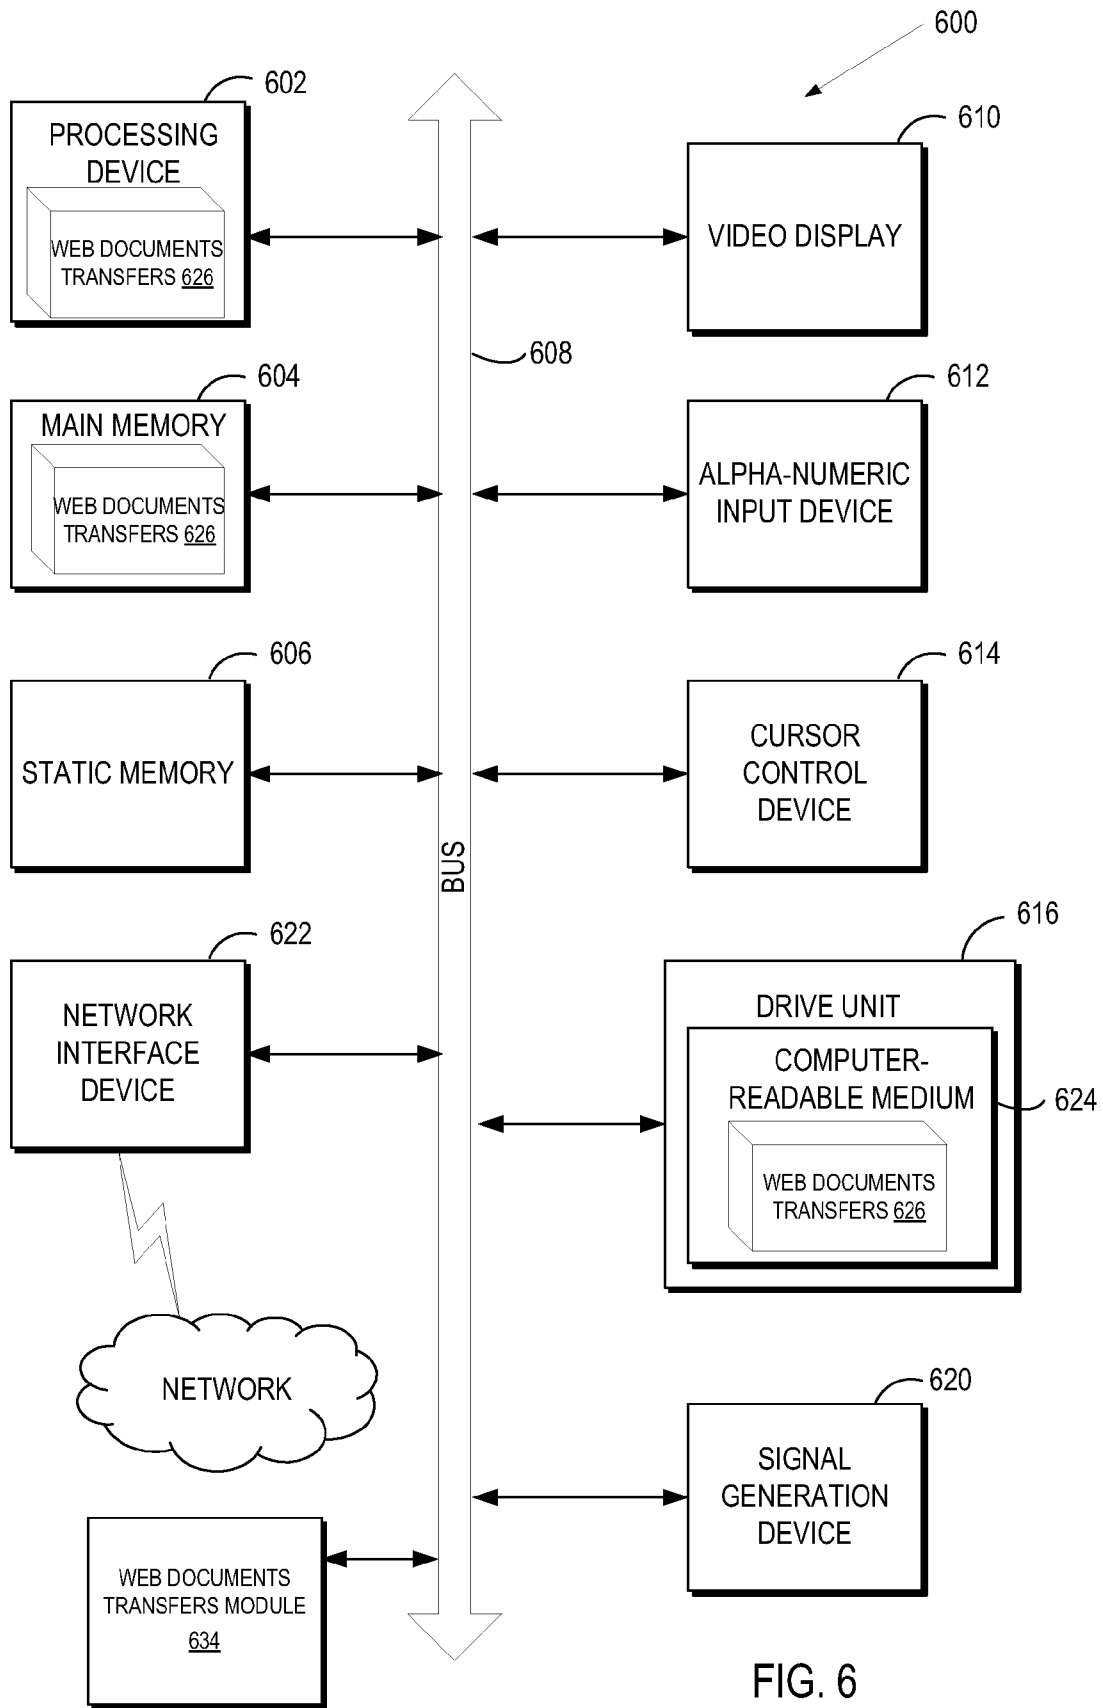 600
602
PROCESSING
DEVICE
WEB DOCUMENTS
TRANSFERS 626
610
VIDEO DISPLAY
608
604
MAIN MEMORY
WEB DOCUMENTS
TRANSFERS 626
612
ALPHA-NUMERIC
INPUT DEVICE
606
STATIC MEMORY
614
CURSOR
CONTROL
DEVICE
BUS
622
NETWORK
INTERFACE
DEVICE
616
DRIVE UNIT
COMPUTER-
READABLE MEDIUM
624
WEB DOCUMENTS
TRANSFERS 626
NETWORK
620
SIGNAL
GENERATION
DEVICE
WEB DOCUMENTS
TRANSFERS MODULE
634
FIG. 6